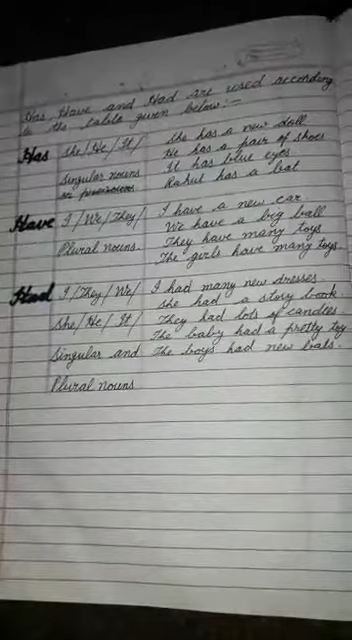 Has, Have and Had are used according
to the table given below:-
Has She/He/It/ She has a new doll
He has a pair of shoes
Singular nouns It has blue eyes
or pronouns Rahul has a bat
Have I/We/They/ I have a new car
We have a big ball
Plural nouns. They have many toys
The girls have many toys.
Had I/They/We/ I had many new dresses.
She had a story book.
She/He/It/ They had lots of candies
The baby had a pretty toy
Singular and The boys had new bats.
Plural nouns